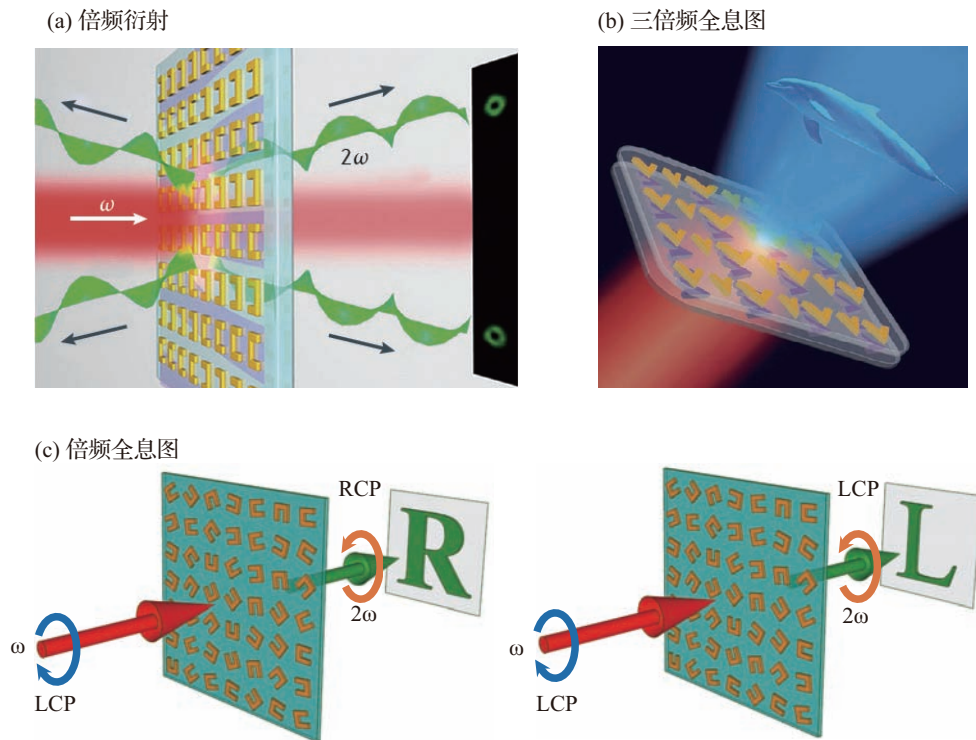 (a) 倍频衍射
(b) 三倍频全息图
2ω
ω
(c) 倍频全息图
RCP
R
2ω
ω
LCP
LCP
L
2ω
ω
LCP